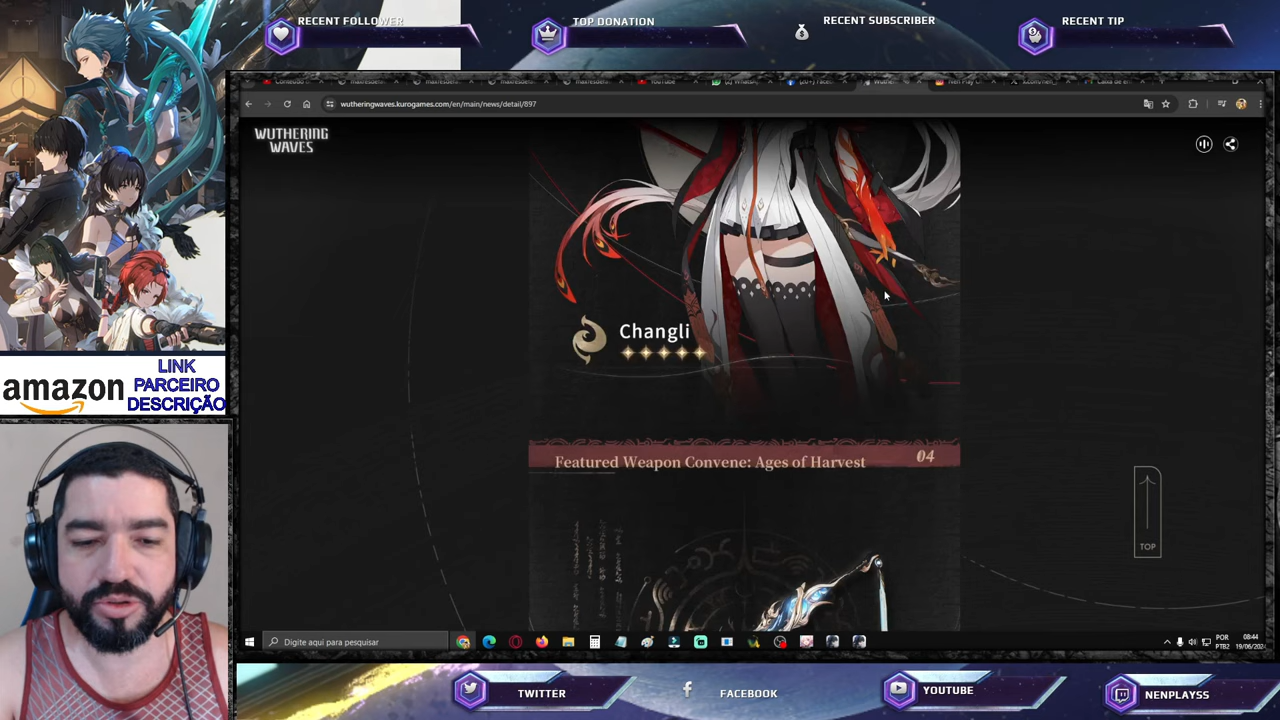 RECENT FOLLOWER
TOP DONATION
RECENT SUBSCRIBER
RECENT TIP
YouTube
wutheringwaves.kurogames.com/en/main/news/detail/897
WUTHERING
WAVES
Changli
Featured Weapon Convene: Ages of Harvest
04
TOP
LINK
amazon
PARCEIRO
DESCRIÇÃO
Digite aqui para pesquisar
POR
PTB2
08:44
TWITTER
FACEBOOK
YOUTUBE
NENPLAYSS